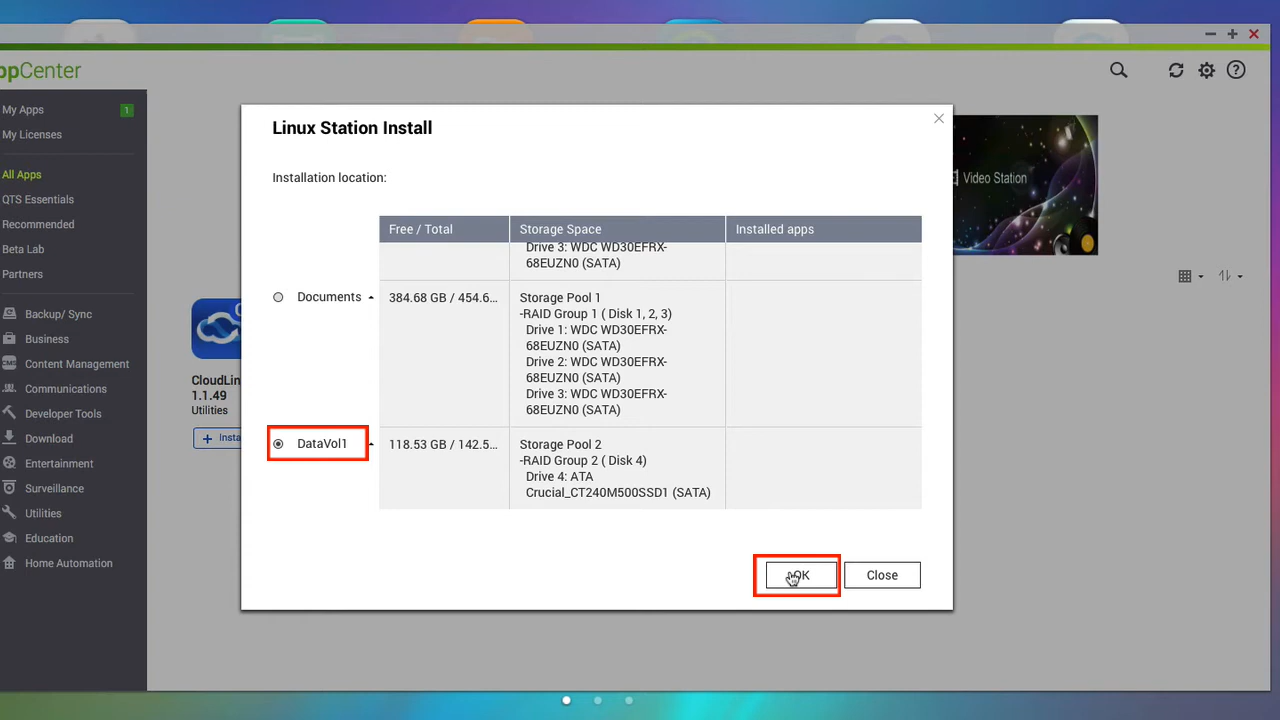 ppCenter
My Apps 1
My Licenses
All Apps
QTS Essentials
Recommended
Beta Lab
Partners
Backup/ Sync
Business
Content Management
Communications
Developer Tools
Download
Entertainment
Surveillance
Utilities
Education
Home Automation
CloudLin
1.1.49
Utilities
+ Insta
Video Station
Linux Station Install
Installation location:
Free / Total Storage Space Installed apps
Drive 3: WDC WD30EFRX-
68EUZN0 (SATA)
Documents 384.68 GB / 454.6... Storage Pool 1
-RAID Group 1 ( Disk 1, 2, 3)
Drive 1: WDC WD30EFRX-
68EUZN0 (SATA)
Drive 2: WDC WD30EFRX-
68EUZN0 (SATA)
Drive 3: WDC WD30EFRX-
68EUZN0 (SATA)
DataVol1 118.53 GB / 142.5... Storage Pool 2
-RAID Group 2 ( Disk 4)
Drive 4: ATA
Crucial_CT240M500SSD1 (SATA)
OK Close